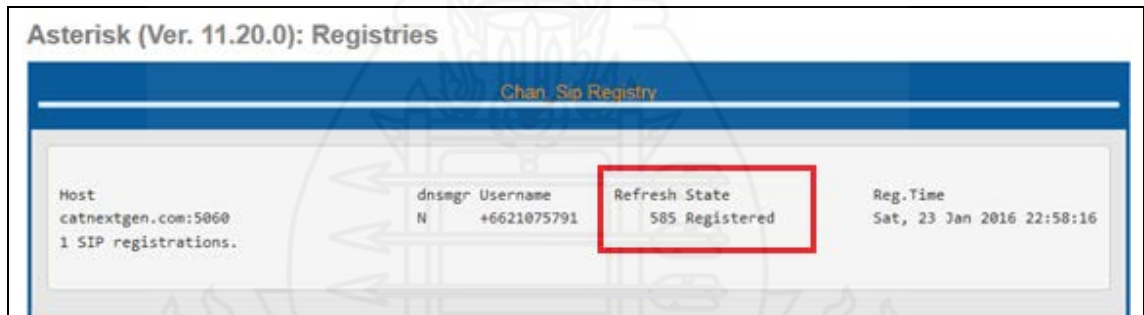 Asterisk (Ver. 11.20.0): Registries
Chan_Sip Registry
Host dnsmgr Username Refresh State Reg.Time
catnextgen.com:5060 N +6621075791 585 Registered Sat, 23 Jan 2016 22:58:16
1 SIP registrations.